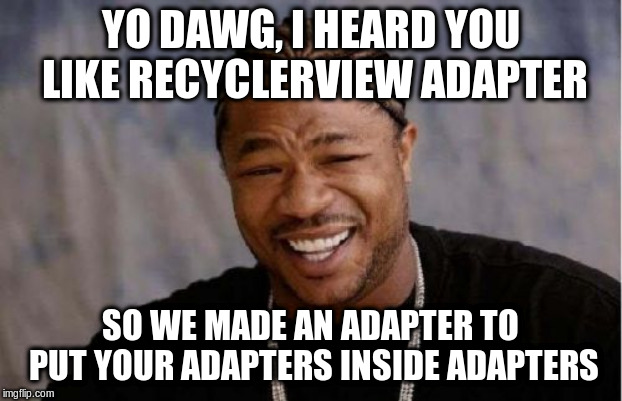 YO DAWG, I HEARD YOU
LIKE RECYCLERVIEW ADAPTER
SO WE MADE AN ADAPTER TO
PUT YOUR ADAPTERS INSIDE ADAPTERS
imgflip.com